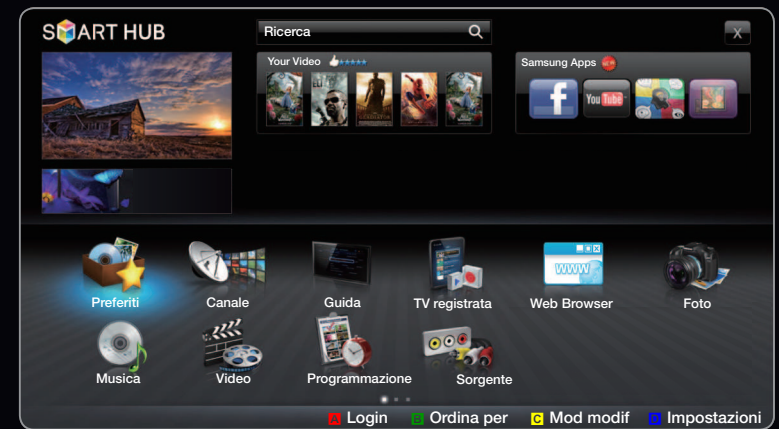 SMART HUB
Ricerca
X
Your Video
Samsung Apps
You Tube
WWW
Preferiti
Canale
Guida
TV registrata
Web Browser
Foto
Musica
Video
Programmazione
Sorgente
A Login
B Ordina per
C Mod modif
D Impostazioni